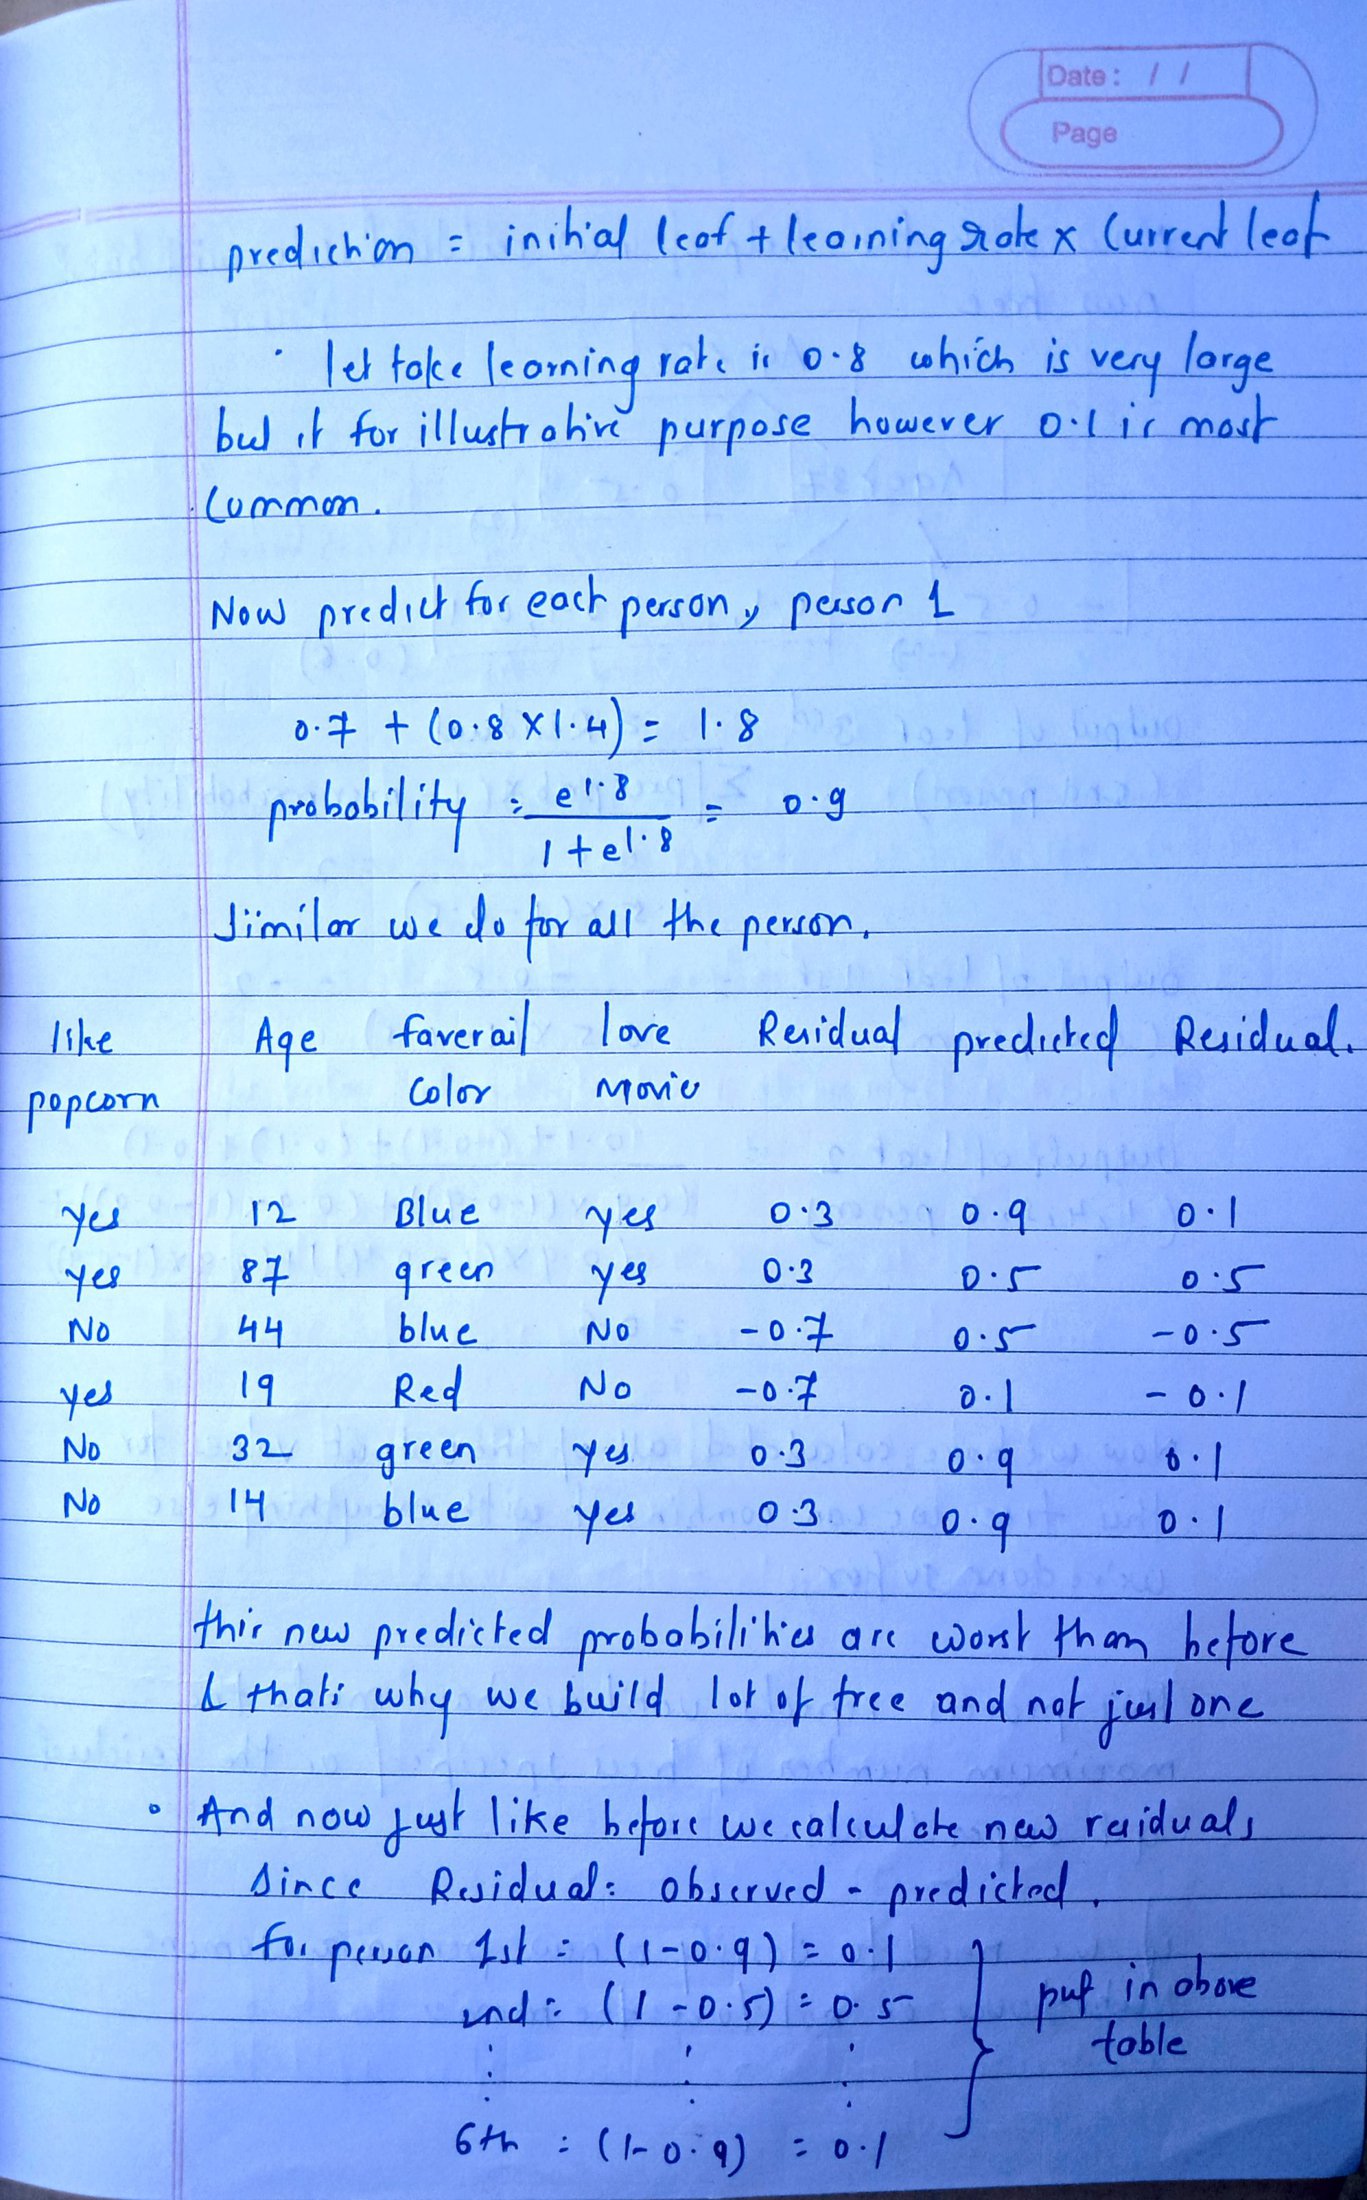 Date: / /
Page
prediction = initial leaf + learning rate x Current leaf
· let take learning rate is 0.8 which is very large
but it for illustrative purpose however 0.1 is most
Common.
Now predict for each person, person 1
0.7 + (0.8 X 1.4) = 1.8
probability = e^1.8 / 1 + e^1.8 = 0.9
Similar we do for all the person.
like popcorn Age faverail Color love Movie Residual predicted Residual.
yes 12 Blue yes 0.3 0.9 0.1
yes 87 green yes 0.3 0.5 0.5
No 44 blue No -0.7 0.5 -0.5
yes 19 Red No -0.7 0.1 -0.1
No 32 green yes 0.3 0.9 0.1
No 14 blue yes 0.3 0.9 0.1
this new predicted probabilities are worst than before
& thats why we build lot of tree and not just one
• And now just like before we calculate new residuals
Since Residual = observed - predicted.
for person 1st = (1-0.9) = 0.1
2nd = (1-0.5) = 0.5
put in above
table
6th = (1-0.9) = 0.1